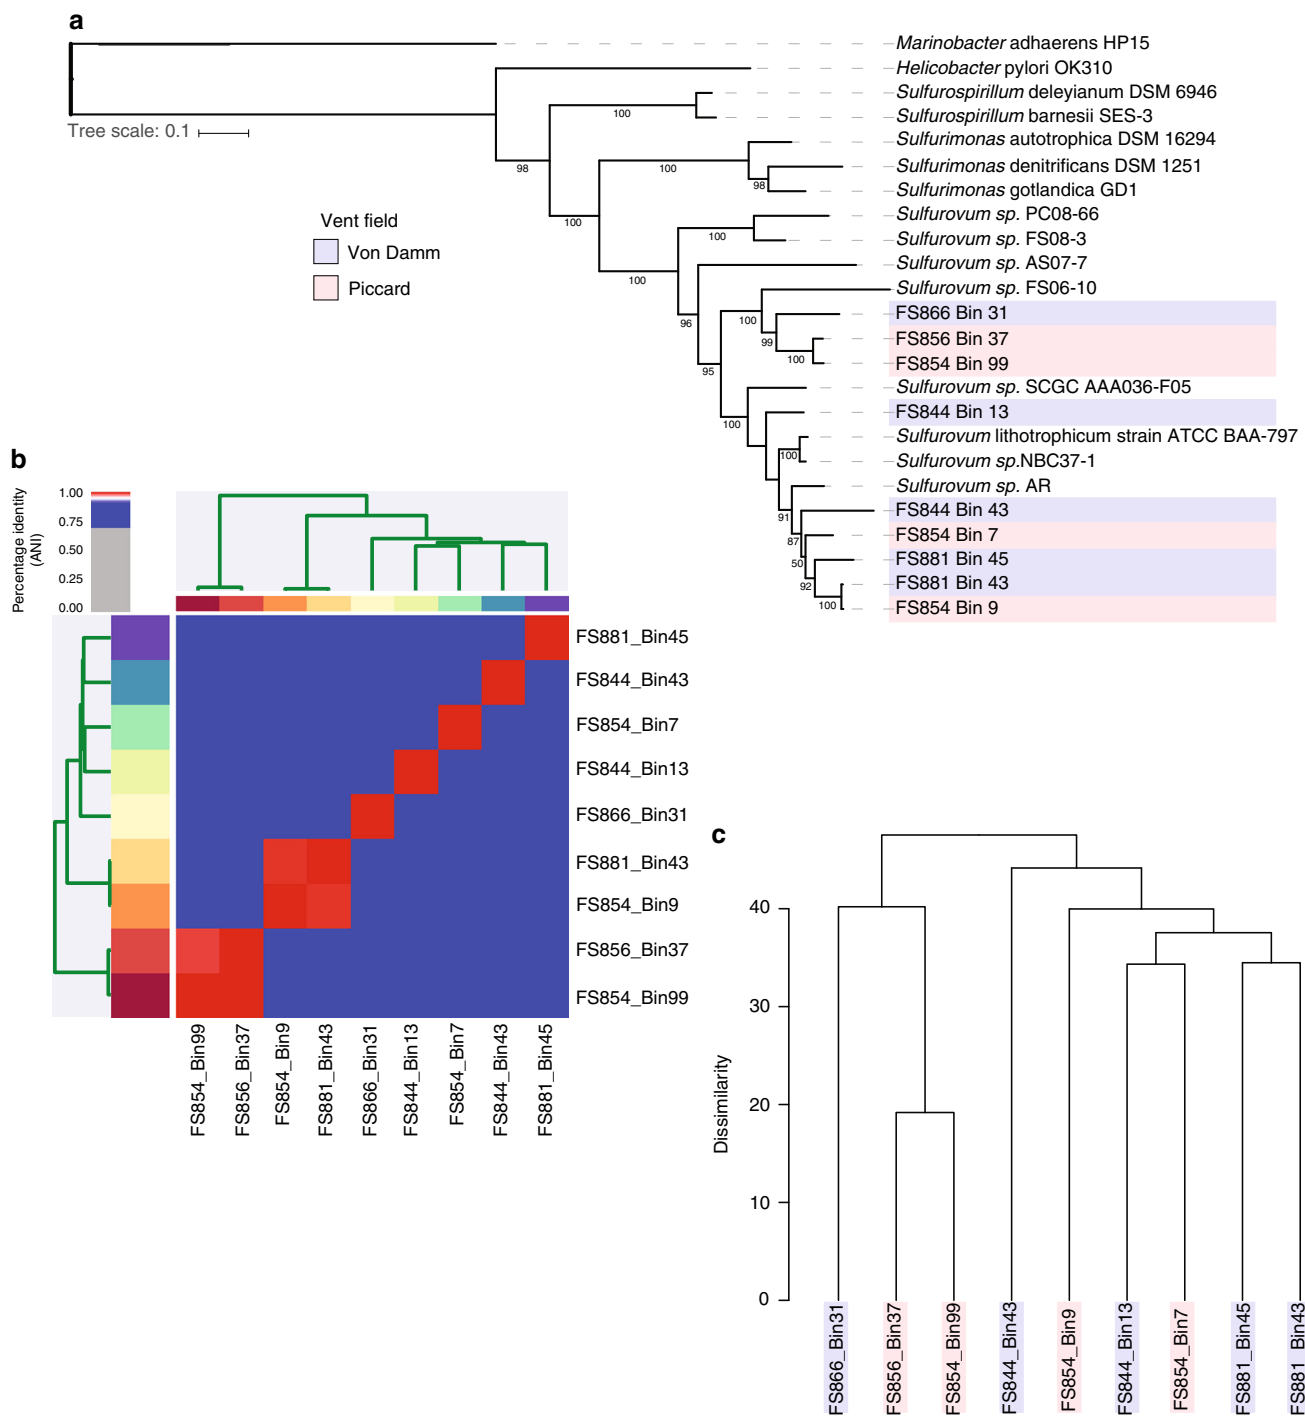 a
Marinobacter adhaerens HP15
Helicobacter pylori OK310
Sulfurospirillum deleyianum DSM 6946
Sulfurospirillum barnesii SES-3
Sulfurimonas autotrophica DSM 16294
Sulfurimonas denitrificans DSM 1251
Sulfurimonas gotlandica GD1
Sulfurovum sp. PC08-66
Sulfurovum sp. FS08-3
Sulfurovum sp. AS07-7
Sulfurovum sp. FS06-10
FS866 Bin 31
FS856 Bin 37
FS854 Bin 99
Sulfurovum sp. SCGC AAA036-F05
FS844 Bin 13
Sulfurovum lithotrophicum strain ATCC BAA-797
Sulfurovum sp.NBC37-1
Sulfurovum sp. AR
FS844 Bin 43
FS854 Bin 7
FS881 Bin 45
FS881 Bin 43
FS854 Bin 9
Tree scale: 0.1
100
98
100
98
100
100
100
96
100
99
100
95
100
100
91
87
50
92
100
Vent field
Von Damm
Piccard
b
Percentage identity
(ANI)
1.00
0.75
0.50
0.25
0.00
FS881_Bin45
FS844_Bin43
FS854_Bin7
FS844_Bin13
FS866_Bin31
FS881_Bin43
FS854_Bin9
FS856_Bin37
FS854_Bin99
FS854_Bin99
FS856_Bin37
FS854_Bin9
FS881_Bin43
FS866_Bin31
FS844_Bin13
FS854_Bin7
FS844_Bin43
FS881_Bin45
c
Dissimilarity
40
30
20
10
0
FS866_Bin31
FS856_Bin37
FS854_Bin99
FS844_Bin43
FS854_Bin9
FS844_Bin13
FS854_Bin7
FS881_Bin45
FS881_Bin43